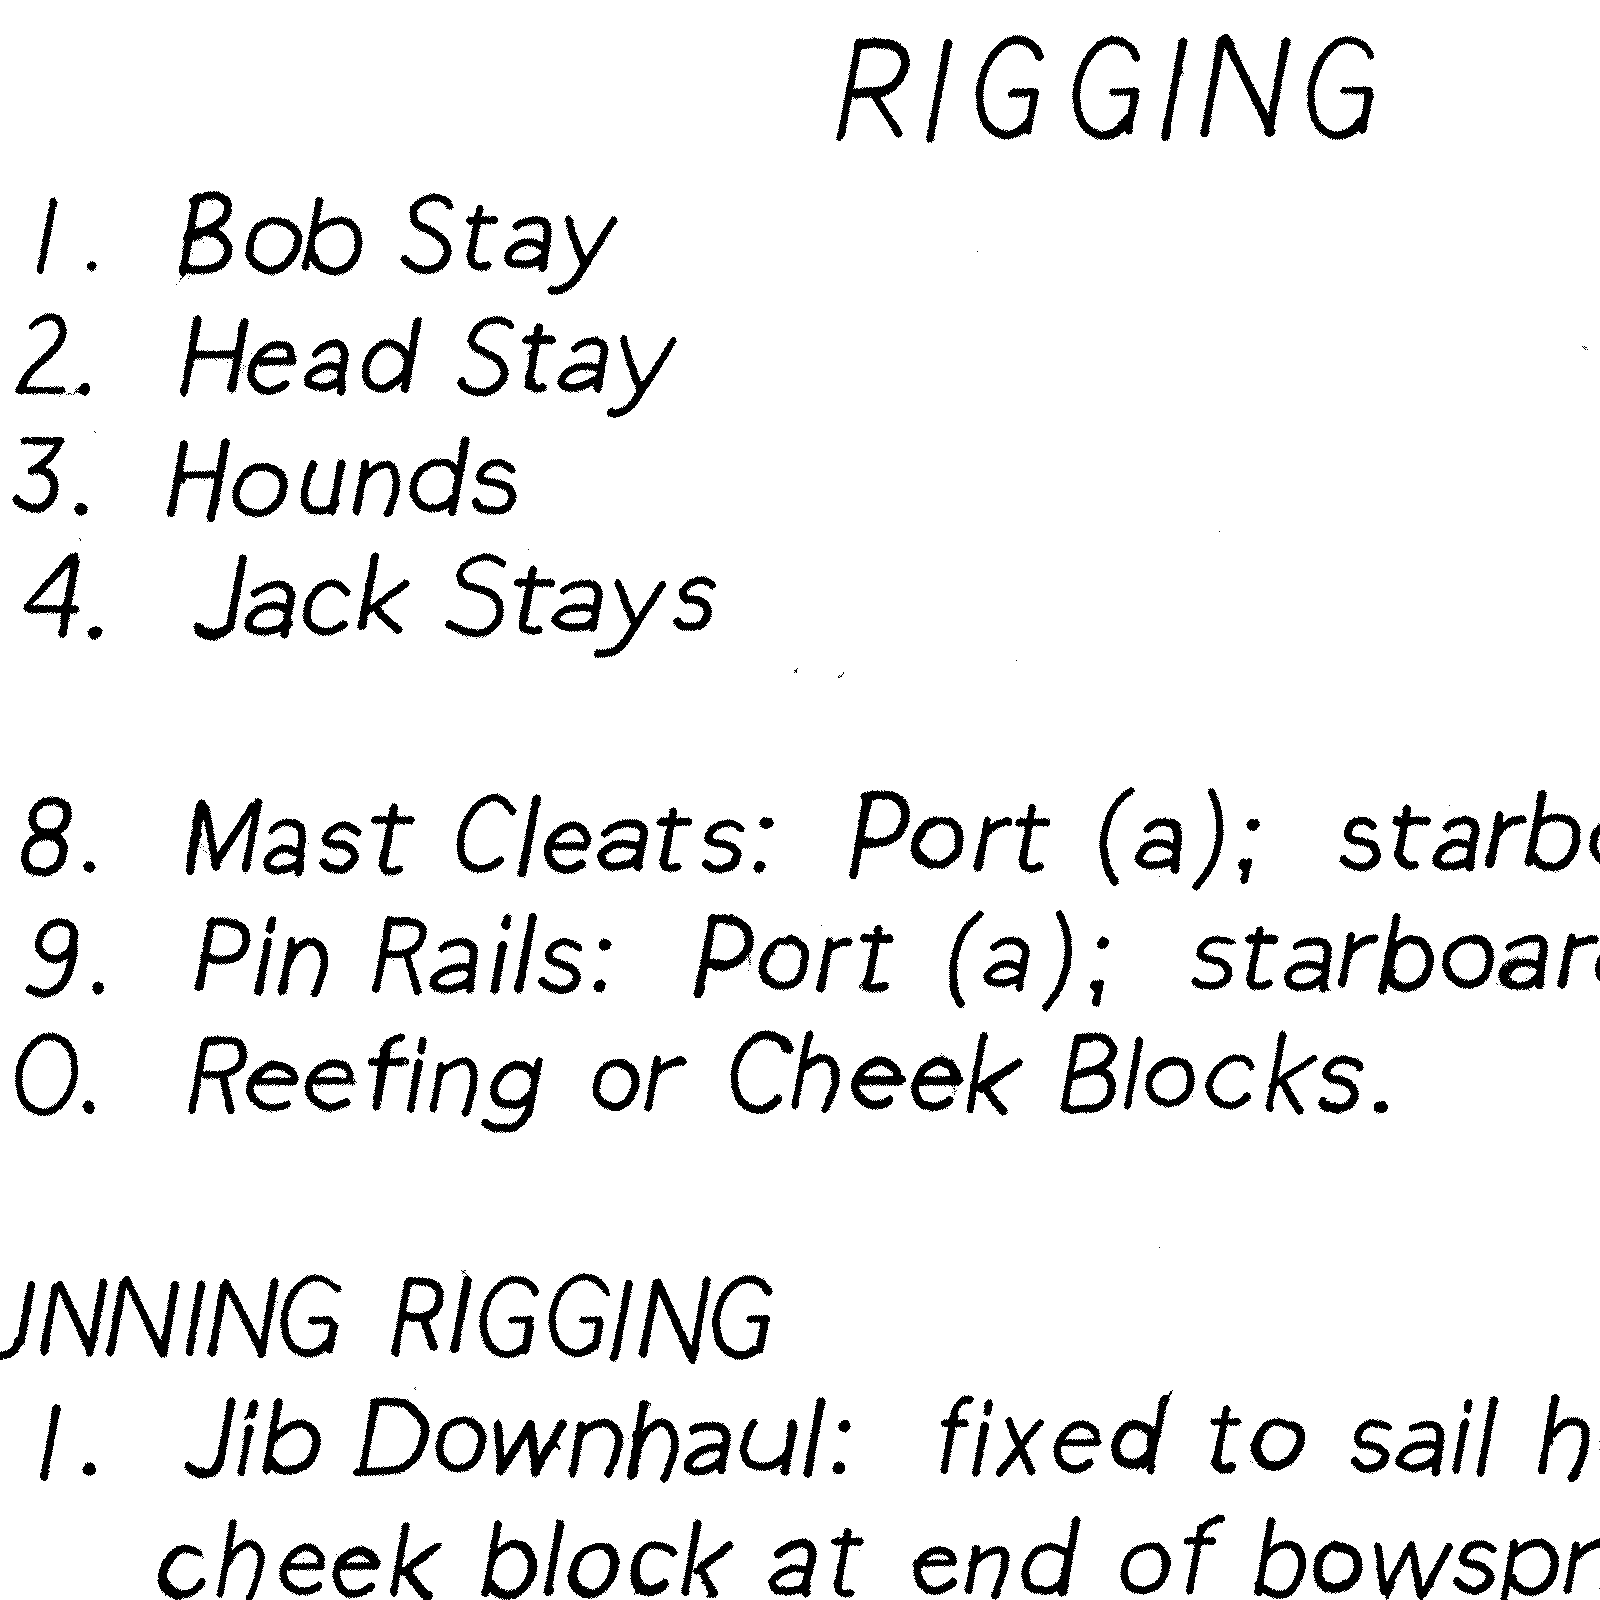 RIGGING
1. Bob Stay
2. Head Stay
3. Hounds
4. Jack Stays
8. Mast Cleats: Port (a);
9. Pin Rails: Port (a);
0. Reefing or Cheek Blocks.
UNNING RIGGING
1. Jib Downhaul: fixed to sail
cheek block at end of